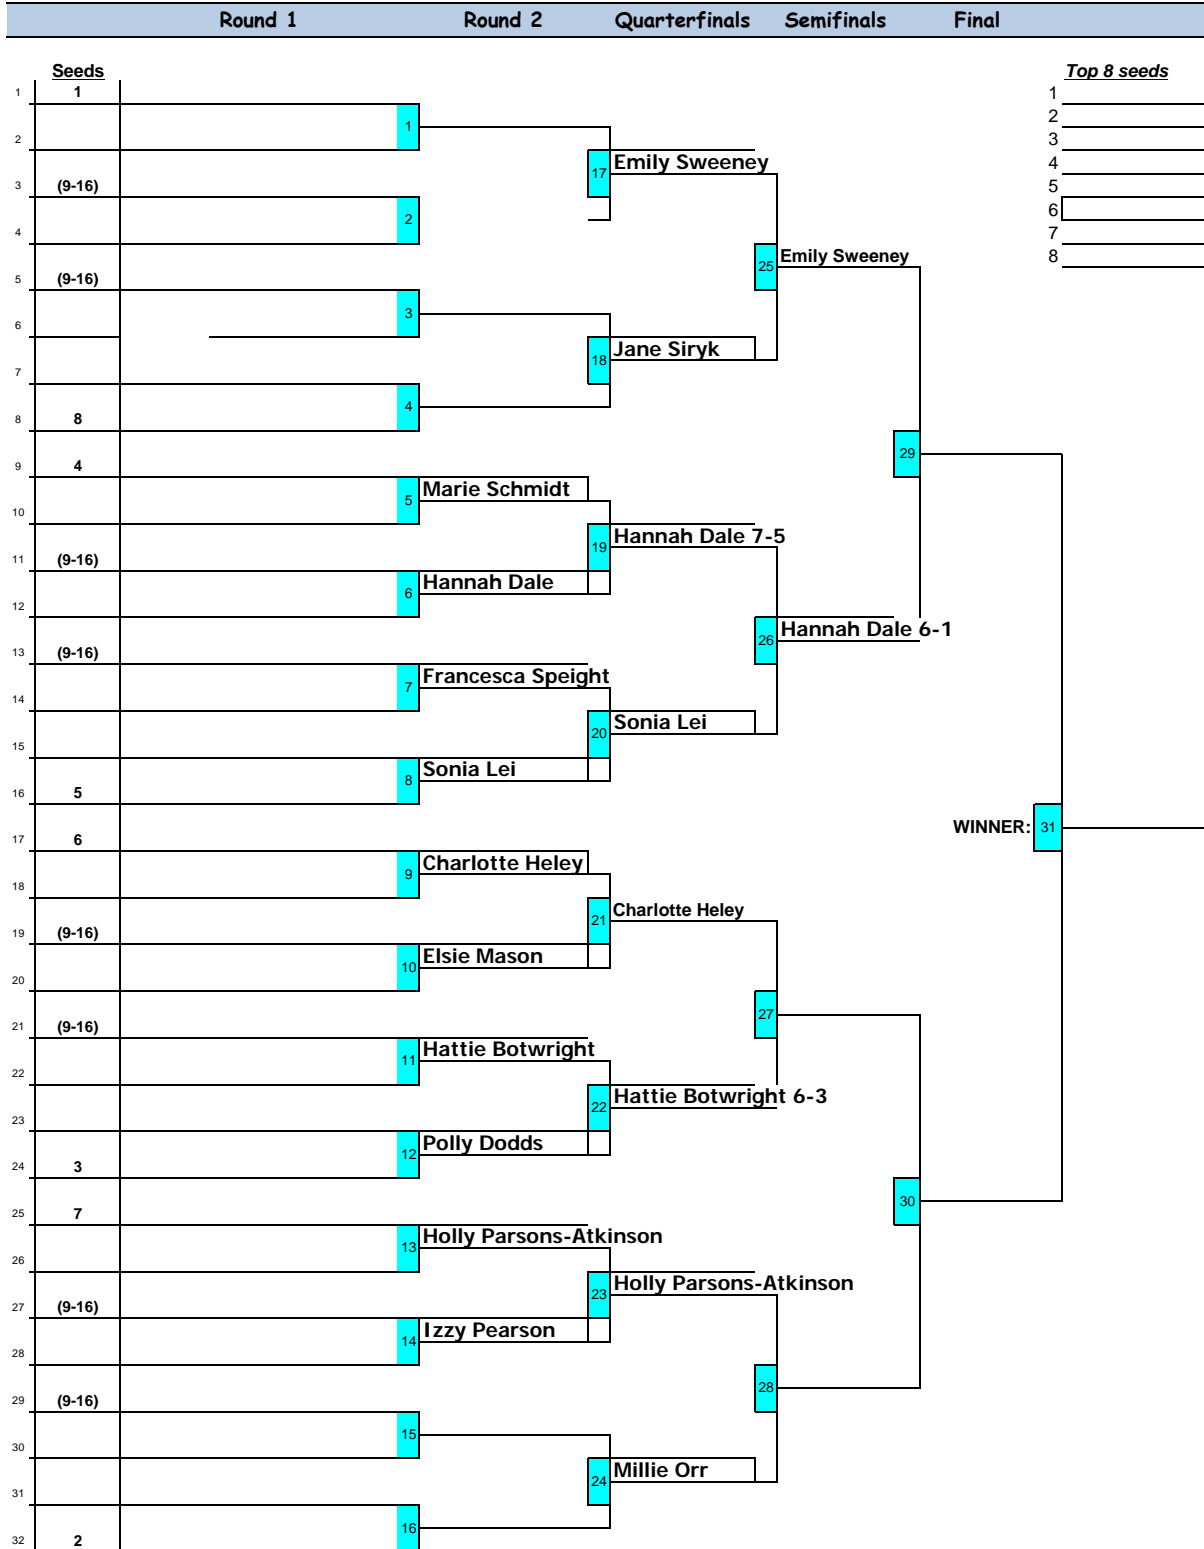 Round 1 Round 2 Quarterfinals Semifinals Final
Seeds Top 8 seeds
1 1 1
1 2
2 3
17 Emily Sweeney 4
3 (9-16) 5
2 6
4 7
25 Emily Sweeney 8
5 (9-16)
3
6
18 Jane Siryk
7
4
8 8
29
9 4
5 Marie Schmidt
10
19 Hannah Dale 7-5
11 (9-16)
6 Hannah Dale
12
26 Hannah Dale 6-1
13 (9-16)
7 Francesca Speight
14
20 Sonia Lei
15
8 Sonia Lei
16 5
WINNER: 31
17 6
9 Charlotte Heley
18
21 Charlotte Heley
19 (9-16)
10 Elsie Mason
20
27
21 (9-16)
11 Hattie Botwright
22
22 Hattie Botwright 6-3
23
12 Polly Dodds
24 3
30
25 7
13 Holly Parsons-Atkinson
26
23 Holly Parsons-Atkinson
27 (9-16)
14 Izzy Pearson
28
28
29 (9-16)
15
30
24 Millie Orr
31
16
32 2